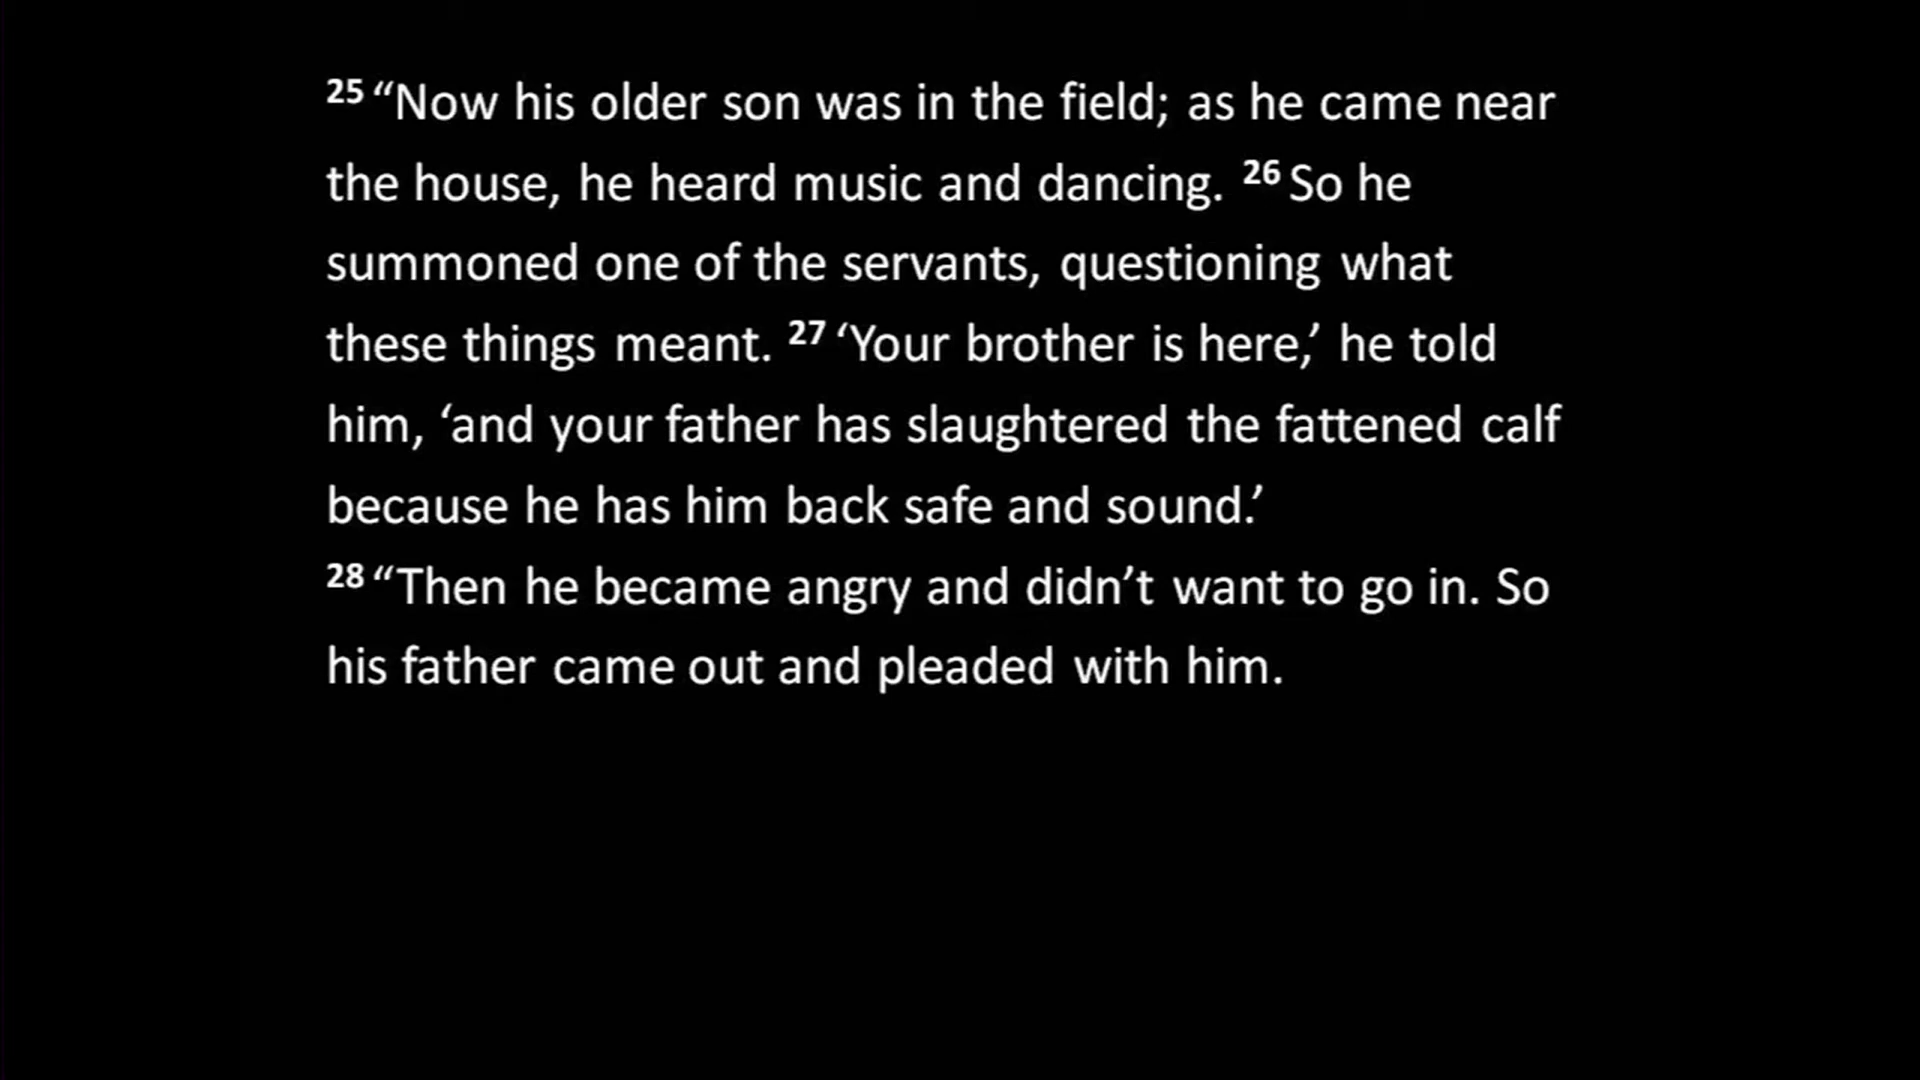 25 “Now his older son was in the field; as he came near
the house, he heard music and dancing. 26 So he
summoned one of the servants, questioning what
these things meant. 27 ‘Your brother is here,’ he told
him, ‘and your father has slaughtered the fattened calf
because he has him back safe and sound.’
28 “Then he became angry and didn’t want to go in. So
his father came out and pleaded with him.